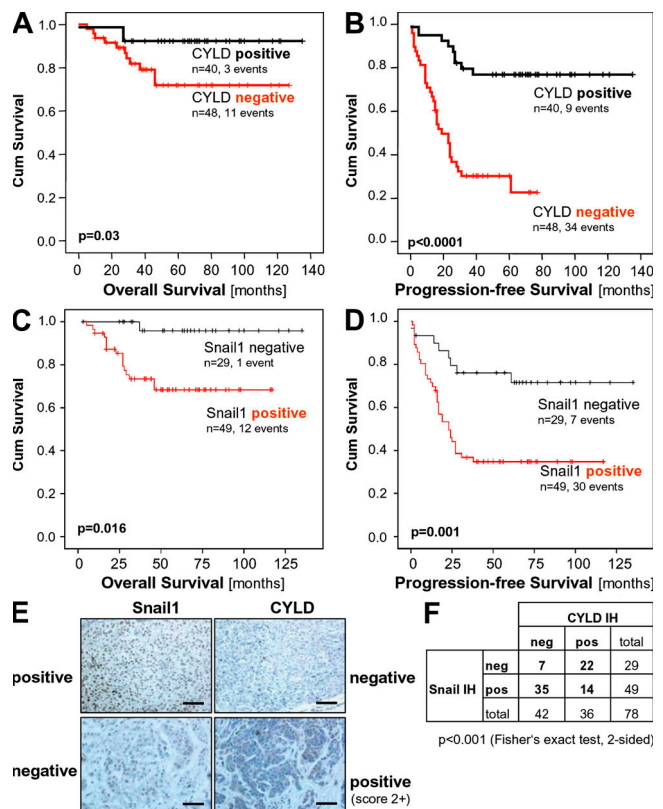 A
1.0
0.8
0.6
0.4
0.2
0.0
Cum Survival
CYLD positive
n=40, 3 events
CYLD negative
n=48, 11 events
p=0.03
0 20 40 60 80 100 120 140
Overall Survival [months]
B
1.0
0.8
0.6
0.4
0.2
0.0
Cum Survival
CYLD positive
n=40, 9 events
CYLD negative
n=48, 34 events
p<0.0001
0 20 40 60 80 100 120 140
Progression-free Survival [months]
C
1.0
0.8
0.6
0.4
0.2
0.0
Cum Survival
Snail1 negative
n=29, 1 event
Snail1 positive
n=49, 12 events
p=0.016
0 25 50 75 100 125
Overall Survival [months]
D
1.0
0.8
0.6
0.4
0.2
0.0
Cum Survival
Snail1 negative
n=29, 7 events
Snail1 positive
n=49, 30 events
p=0.001
0 25 50 75 100 125
Progression-free Survival [months]
E
Snail1 CYLD
positive
negative
negative
positive
(score 2+)
F
CYLD IH
neg pos total
Snail IH
neg 7 22 29
pos 35 14 49
total 42 36 78
p<0.001 (Fisher's exact test, 2-sided)